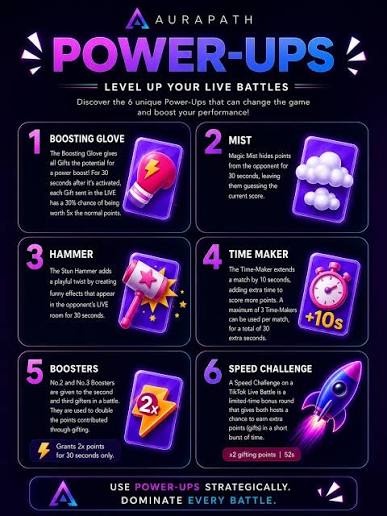 AURAPATH
POWER-UPS
LEVEL UP YOUR LIVE BATTLES
Discover the 6 unique Power-Ups that can change the game
and boost your performance!
1
BOOSTING GLOVE
The Boosting Glove gives
all Gifts the potential for
a power boost! For 30
seconds after it's activated,
each Gift sent in the LIVE
has a 30% chance of being
worth 5x the normal points.
2
MIST
Magic Mist hides points
from the opponent for
30 seconds, leaving
them guessing the
current score.
3
HAMMER
The Stun Hammer adds
a playful twist by creating
funny effects that appear
in the opponent's LIVE
room for 30 seconds.
4
TIME MAKER
The Time-Maker extends
a match by 10 seconds,
adding extra time to
score more points. A
maximum of 3 Time-Makers
can be used per match,
for a total of 30
extra seconds.
+10s
5
BOOSTERS
No.2 and No.3 Boosters
are given to the second
and third gifters in a battle.
They are used to double
the points contributed
through gifting.
2x
Grants 2x points
for 30 seconds only.
6
SPEED CHALLENGE
A Speed Challenge on a
TikTok Live Battle is a
limited-time bonus round
that gives both hosts a
chance to earn extra
points (gifts) in a short
burst of time.
x2 gifting points | 52s
USE POWER-UPS STRATEGICALLY.
DOMINATE EVERY BATTLE.